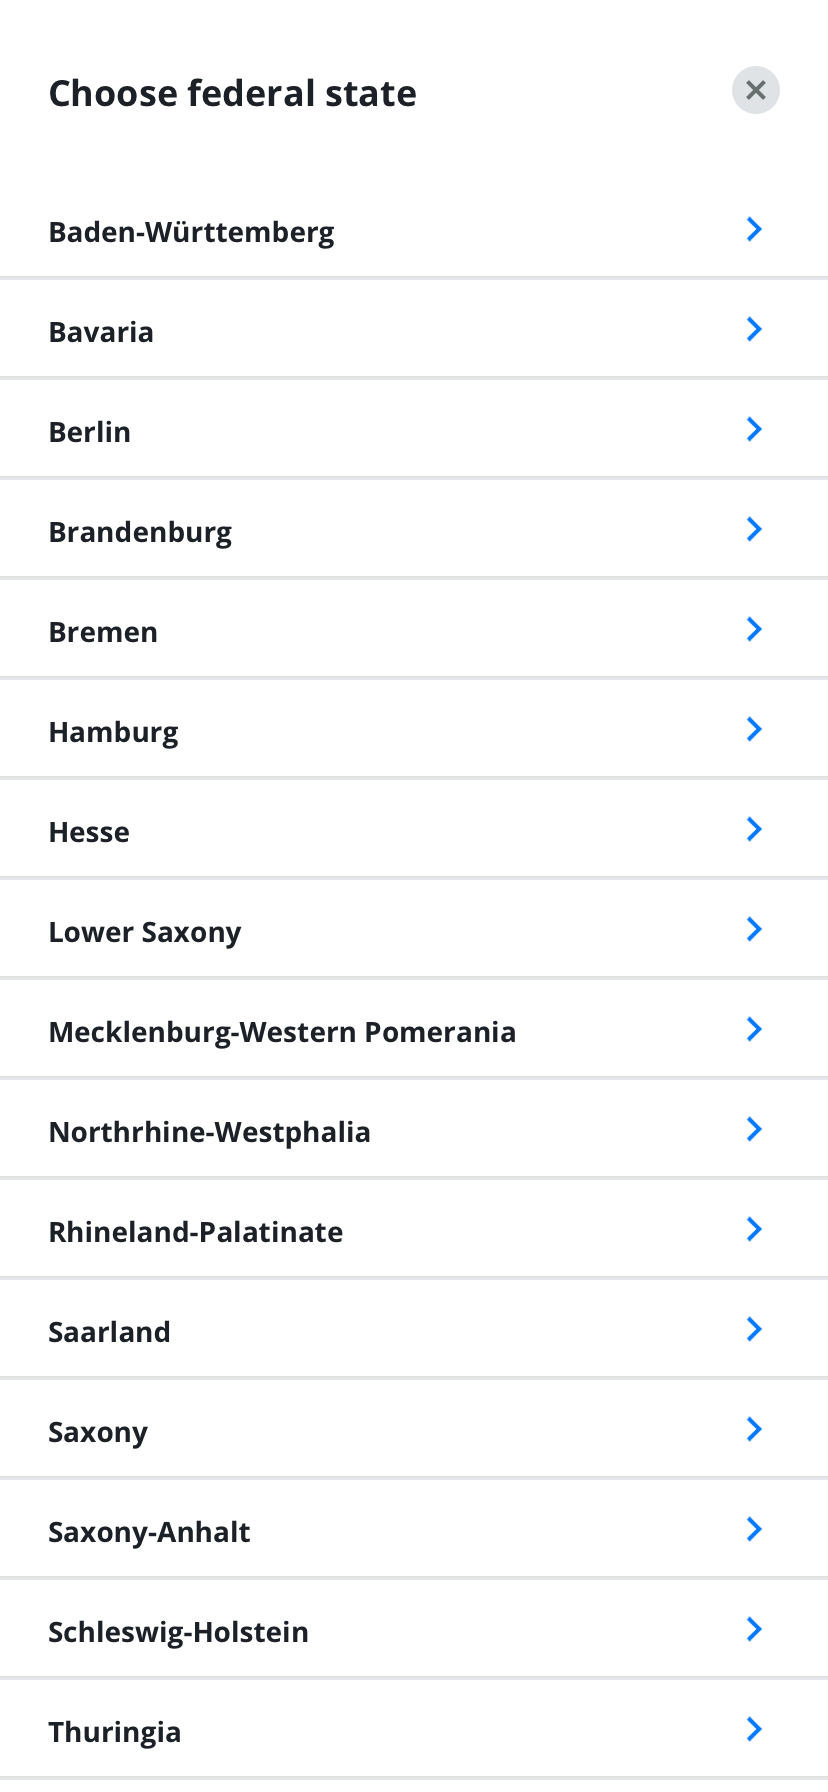 Choose federal state
Baden-Württemberg
Bavaria
Berlin
Brandenburg
Bremen
Hamburg
Hesse
Lower Saxony
Mecklenburg-Western Pomerania
Northrhine-Westphalia
Rhineland-Palatinate
Saarland
Saxony
Saxony-Anhalt
Schleswig-Holstein
Thuringia